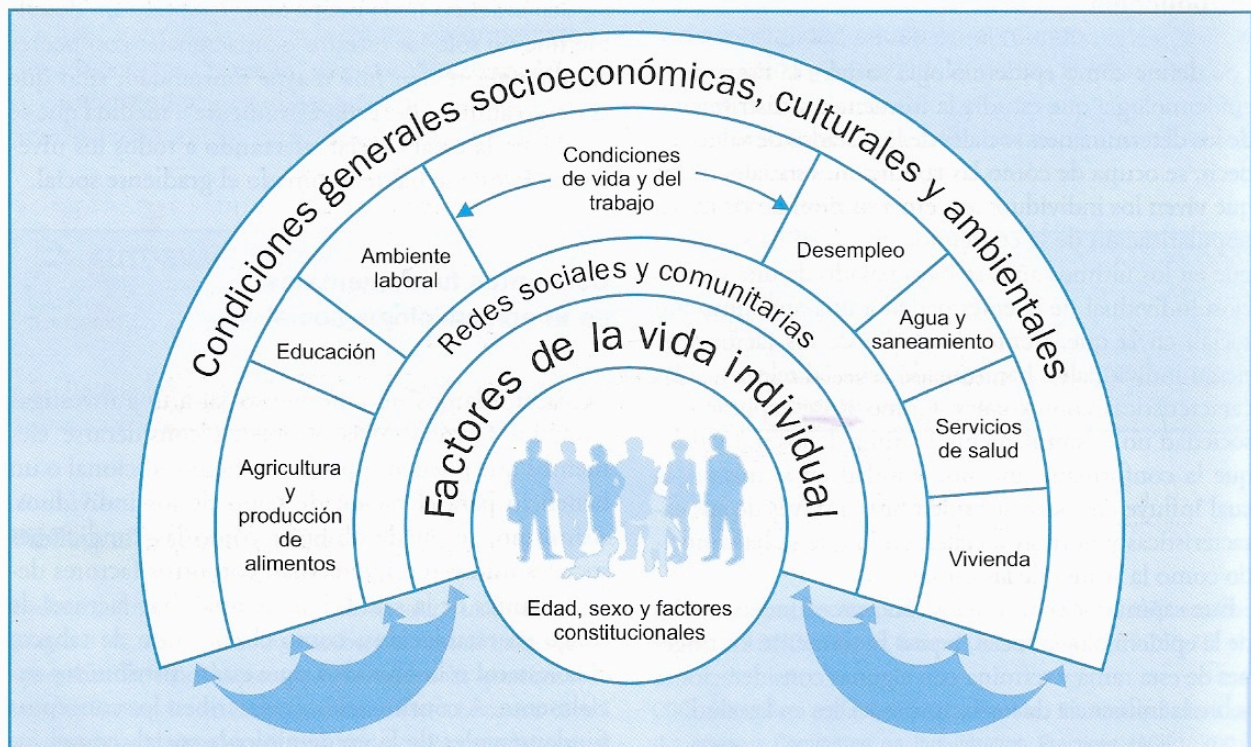 Condiciones generales socioeconómicas, culturales y ambientales
Condiciones
de vida y del
trabajo
Ambiente
laboral
Desempleo
Redes sociales y comunitarias
Educación
Agua y
saneamiento
Factores de la vida individual
Agricultura
y
producción
de
alimentos
Servicios
de salud
Vivienda
Edad, sexo y factores
constitucionales